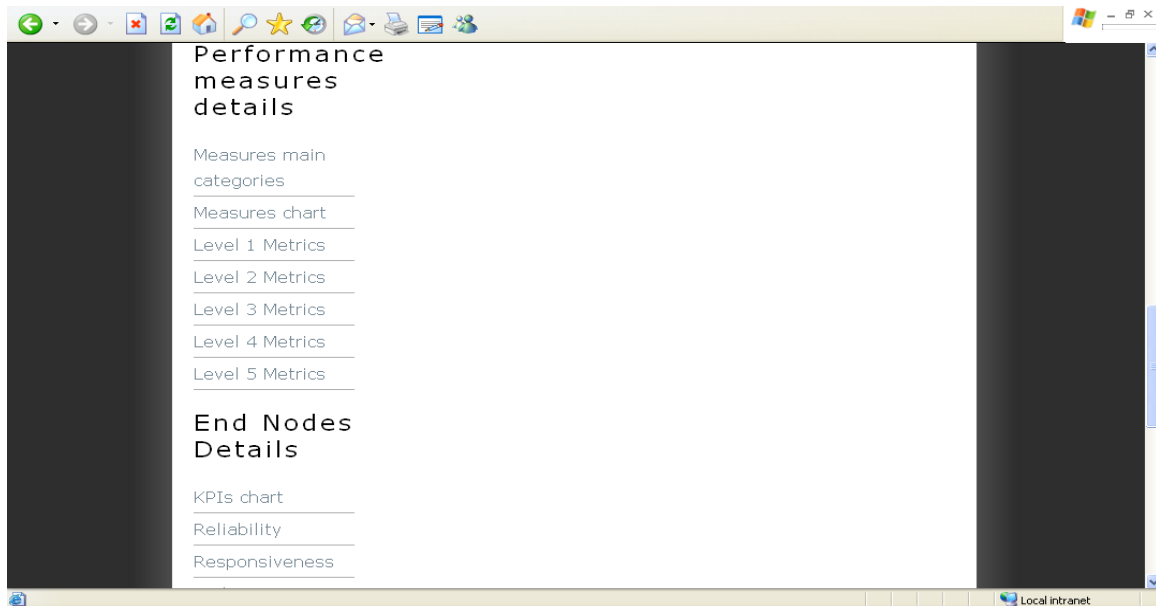 Performance
measures
details
Measures main
categories
Measures chart
Level 1 Metrics
Level 2 Metrics
Level 3 Metrics
Level 4 Metrics
Level 5 Metrics
End Nodes
Details
KPIs chart
Reliability
Responsiveness
Local intranet